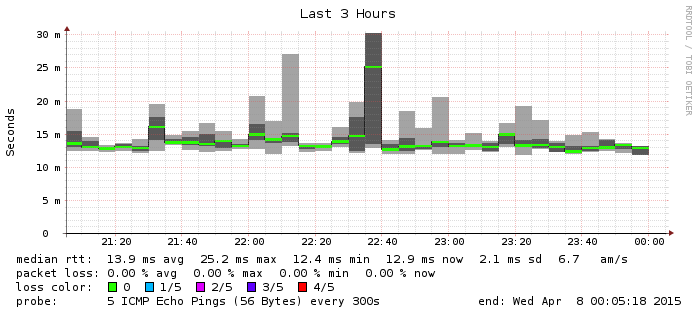 Last 3 Hours
RRDTOOL / TOBI OETIKER
Seconds
30 m
25 m
20 m
15 m
10 m
5 m
0
21:20 21:40 22:00 22:20 22:40 23:00 23:20 23:40 00:00
median rtt: 13.9 ms avg 25.2 ms max 12.4 ms min 12.9 ms now 2.1 ms sd 6.7 am/s
packet loss: 0.00 % avg 0.00 % max 0.00 % min 0.00 % now
loss color: 0 1/5 2/5 3/5 4/5
probe: 5 ICMP Echo Pings (56 Bytes) every 300s end: Wed Apr 8 00:05:18 2015